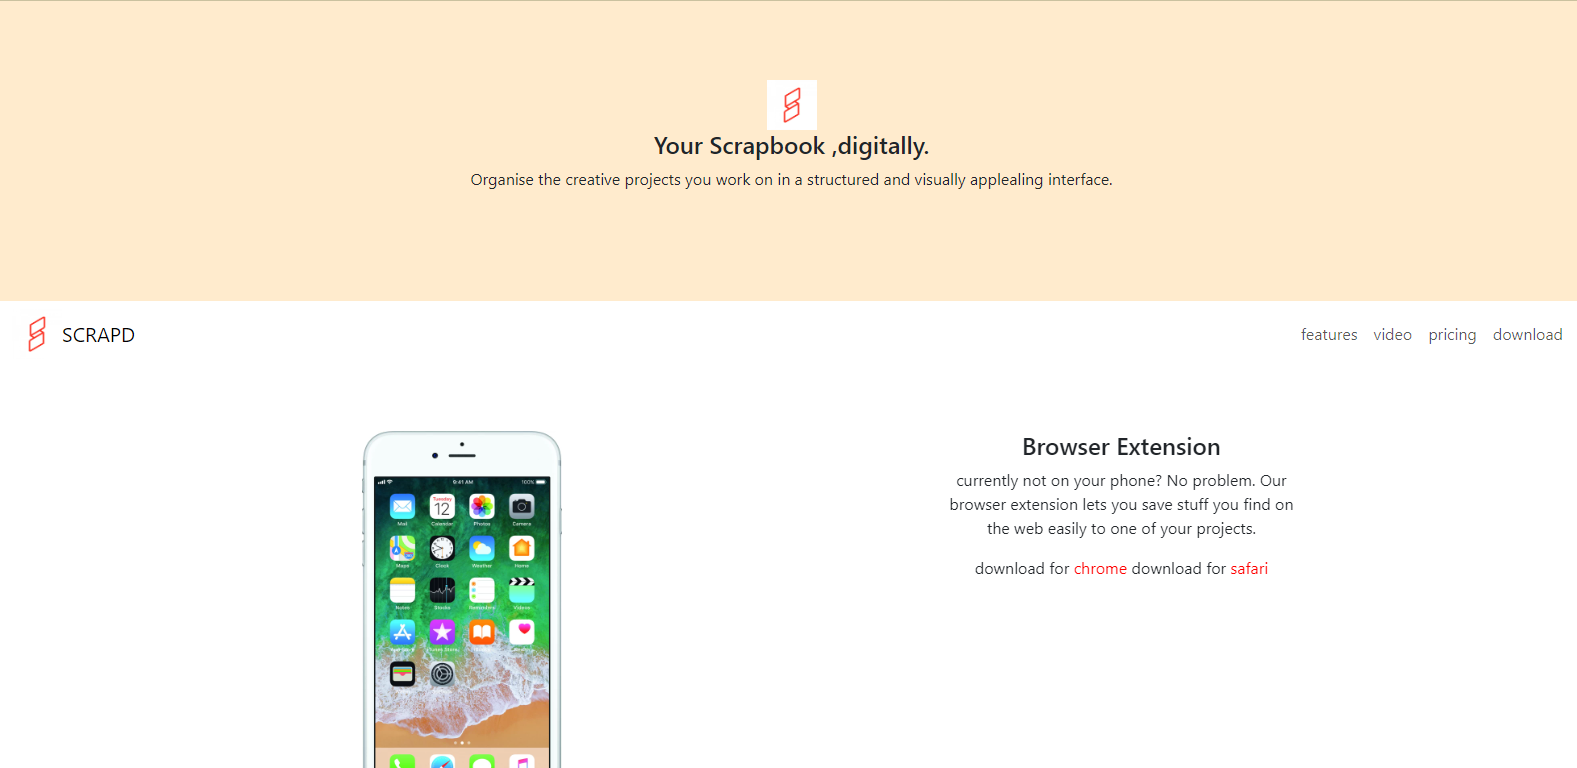 Your Scrapbook ,digitally.
Organise the creative projects you work on in a structured and visually applealing interface.
SCRAPD
features video pricing download
9:41 AM 100%
Tuesday
12
Mail Calendar Photos Camera
Maps Clock Weather Home
Notes Stocks Reminders Videos
Browser Extension
currently not on your phone? No problem. Our
browser extension lets you save stuff you find on
the web easily to one of your projects.
download for chrome download for safari